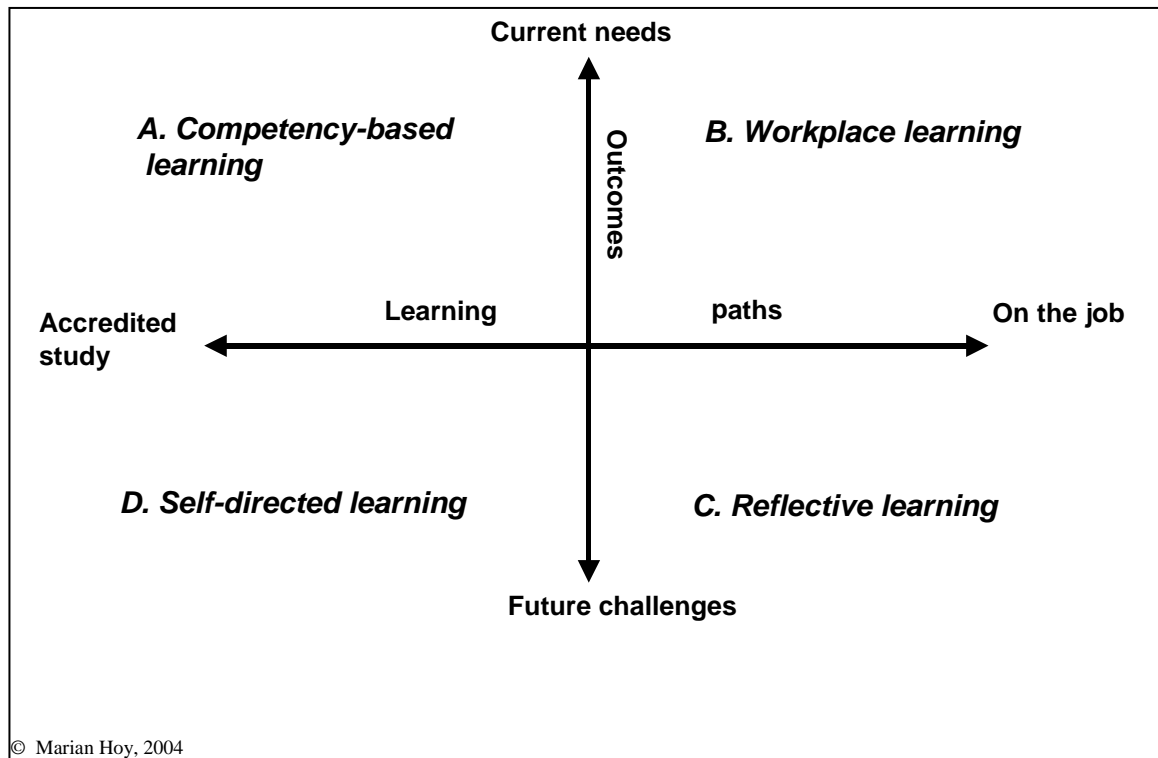 Current needs
A. Competency-based
learning
B. Workplace learning
Outcomes
Accredited
study
Learning
paths
On the job
D. Self-directed learning
C. Reflective learning
Future challenges
© Marian Hoy, 2004